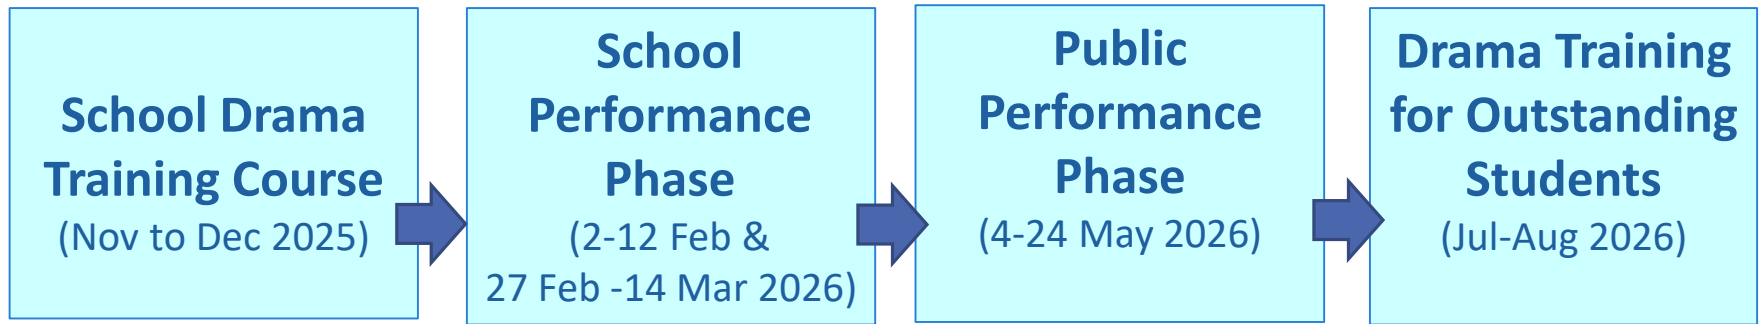 School Drama
Training Course
(Nov to Dec 2025)
School
Performance
Phase
(2-12 Feb &
27 Feb -14 Mar 2026)
Public
Performance
Phase
(4-24 May 2026)
Drama Training
for Outstanding
Students
(Jul-Aug 2026)